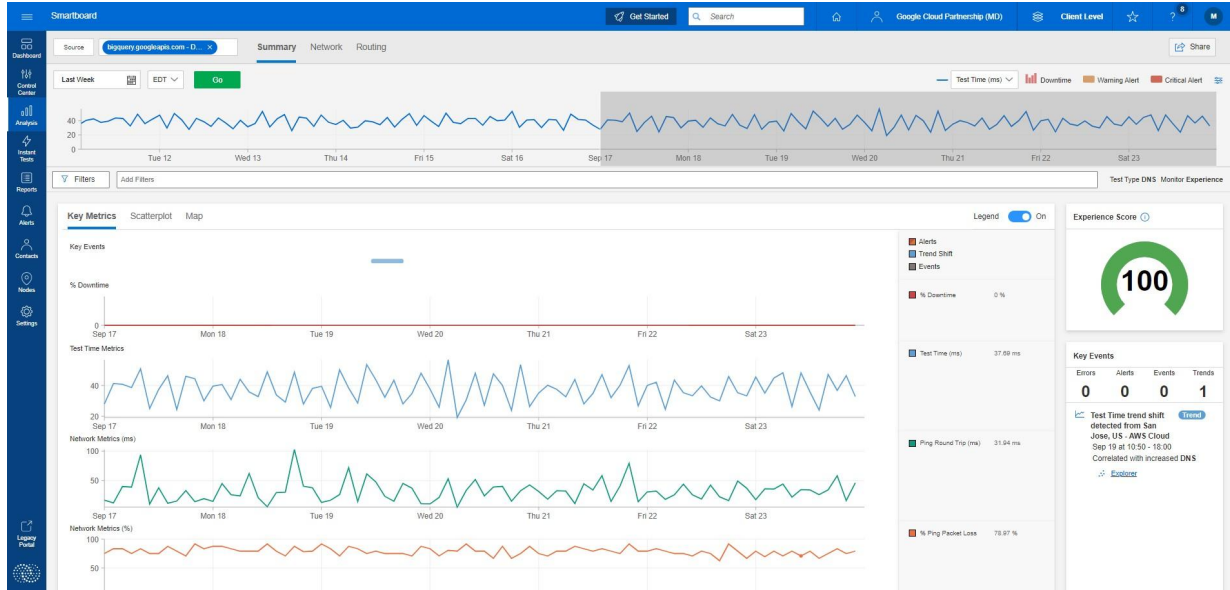 Smartboard
Get Started
Search
Google Cloud Partnership (MD)
Client Level
?
8
M
Dashboard
Control Center
Analysis
Instant Tests
Reports
Alerts
Contacts
Nodes
Settings
Legacy Portal
Source
bigquery.googleapis.com - D... ×
Summary
Network
Routing
Share
Last Week
EDT
Go
Test Time (ms)
Downtime
Warning Alert
Critical Alert
40
20
0
Tue 12
Wed 13
Thu 14
Fri 15
Sat 16
Sep 17
Mon 18
Tue 19
Wed 20
Thu 21
Fri 22
Sat 23
Filters
Add Filters
Test Type DNS Monitor Experience
Key Metrics
Scatterplot
Map
Legend
On
Key Events
Alerts
Trend Shift
Events
% Downtime
0
Sep 17
Mon 18
Tue 19
Wed 20
Thu 21
Fri 22
Sat 23
% Downtime
0 %
Test Time Metrics
40
20
Sep 17
Mon 18
Tue 19
Wed 20
Thu 21
Fri 22
Sat 23
Test Time (ms)
37.69 ms
Network Metrics (ms)
100
50
Sep 17
Mon 18
Tue 19
Wed 20
Thu 21
Fri 22
Sat 23
Ping Round Trip (ms)
31.94 ms
Network Metrics (%)
100
50
% Ping Packet Loss
78.97 %
Experience Score
100
Key Events
Errors
Alerts
Events
Trends
0
0
0
1
Test Time trend shift
Trend
detected from San
Jose, US - AWS Cloud
Sep 19 at 10:50 - 18:00
Correlated with increased DNS
Explorer